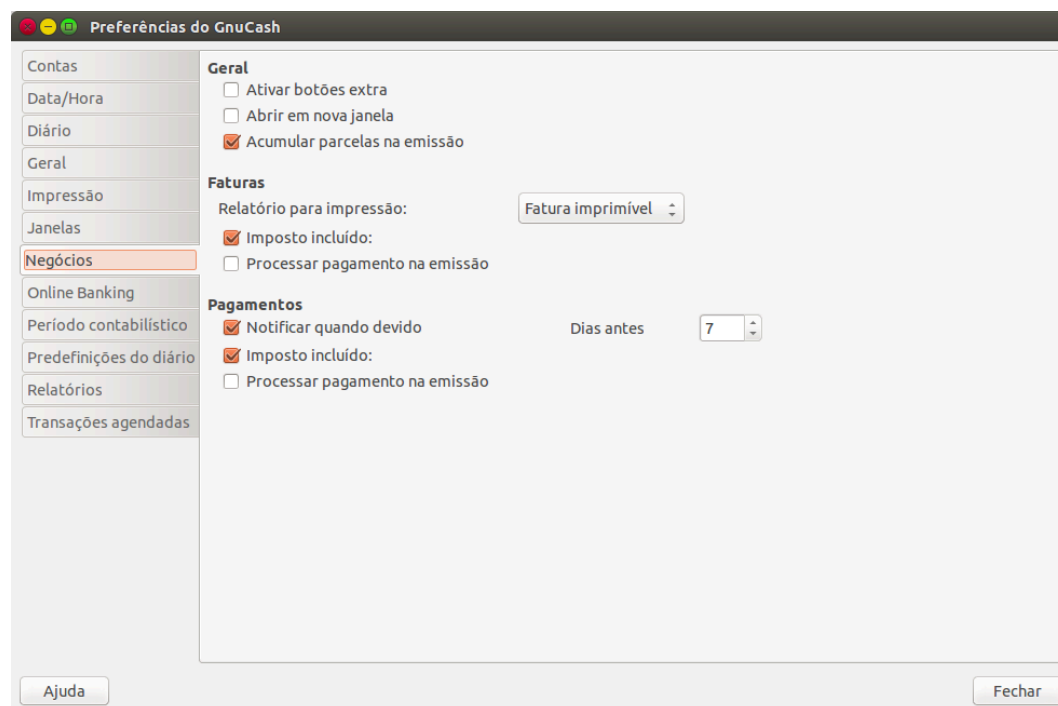 Preferências do GnuCash
Contas
Data/Hora
Diário
Geral
Impressão
Janelas
Negócios
Online Banking
Período contabilístico
Predefinições do diário
Relatórios
Transações agendadas
Geral
Ativar botões extra
Abrir em nova janela
Acumular parcelas na emissão
Faturas
Relatório para impressão: Fatura imprimível
Imposto incluído:
Processar pagamento na emissão
Pagamentos
Notificar quando devido Dias antes 7
Imposto incluído:
Processar pagamento na emissão
Ajuda Fechar